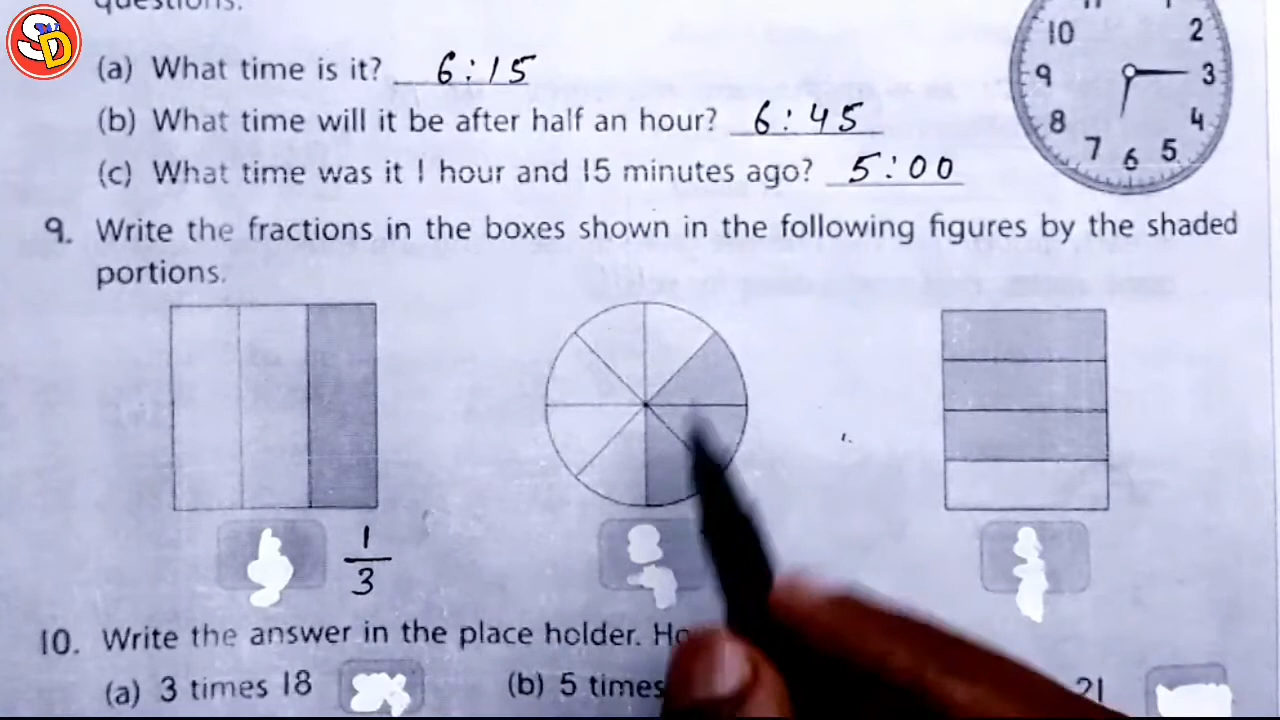 SD
questions.
(a) What time is it? 6:15
(b) What time will it be after half an hour? 6:45
(c) What time was it 1 hour and 15 minutes ago? 5:00
10 2
9 3
8 4
7 6 5
9. Write the fractions in the boxes shown in the following figures by the shaded
portions.
1
3
10. Write the answer in the place holder.
(a) 3 times 18 (b) 5 times 21